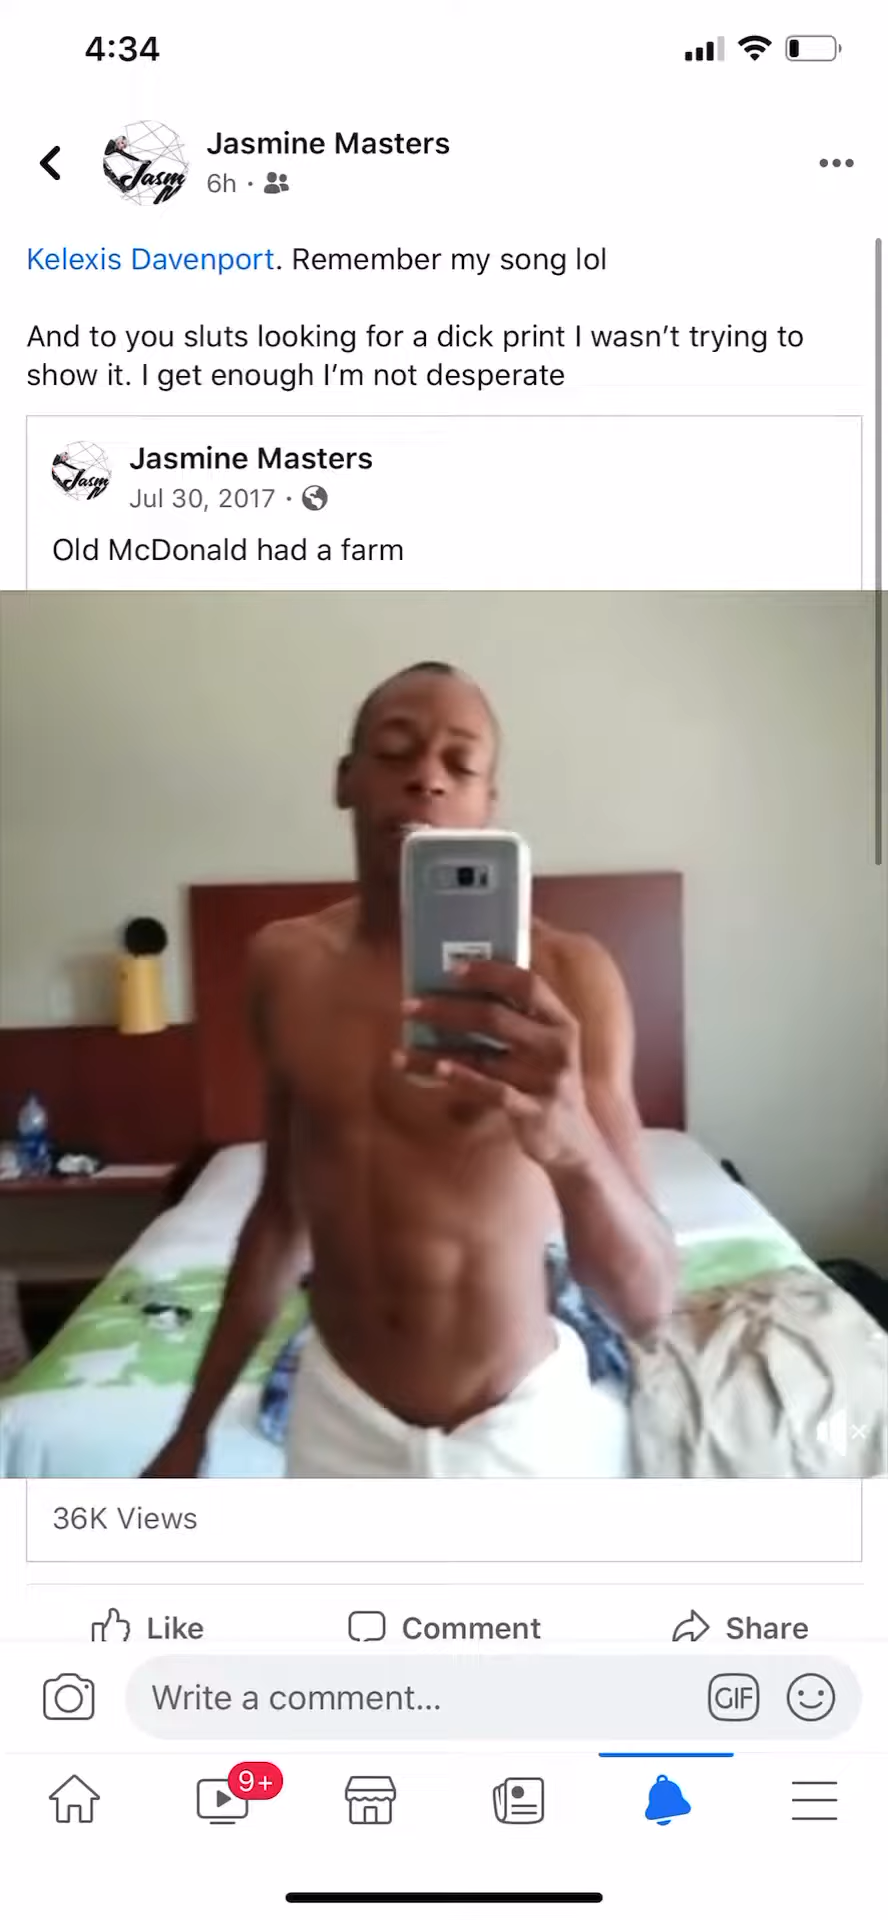 4:34
Jasmine Masters
6h
Kelexis Davenport. Remember my song lol
And to you sluts looking for a dick print I wasn't trying to
show it. I get enough I'm not desperate
Jasmine Masters
Jul 30, 2017
Old McDonald had a farm
36K Views
Like
Comment
Share
Write a comment...
GIF
9+